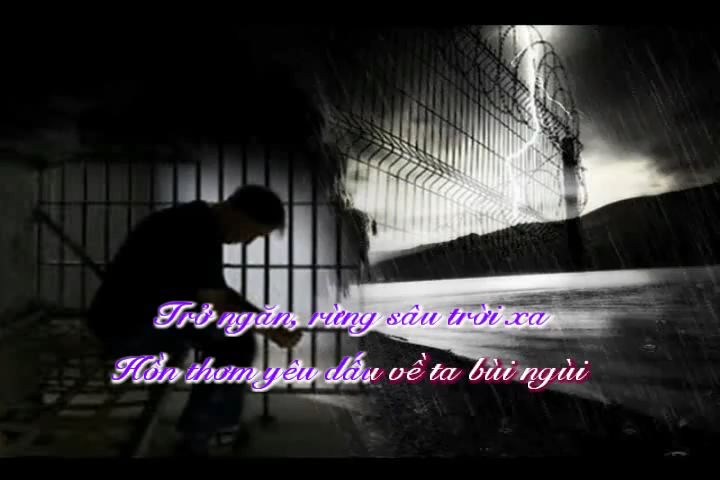 Trở ngăn, rừng sâu trời xa
Hồn thơm yêu dấu về ta bùi ngùi